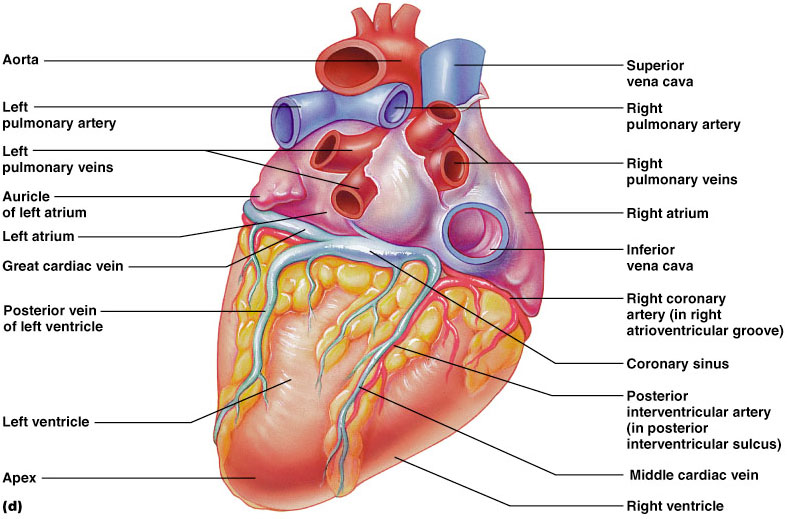 Aorta
Left
pulmonary artery
Left
pulmonary veins
Auricle
of left atrium
Left atrium
Great cardiac vein
Posterior vein
of left ventricle
Left ventricle
Apex
(d)
Superior
vena cava
Right
pulmonary artery
Right
pulmonary veins
Right atrium
Inferior
vena cava
Right coronary
artery (in right
atrioventricular groove)
Coronary sinus
Posterior
interventricular artery
(in posterior
interventricular sulcus)
Middle cardiac vein
Right ventricle